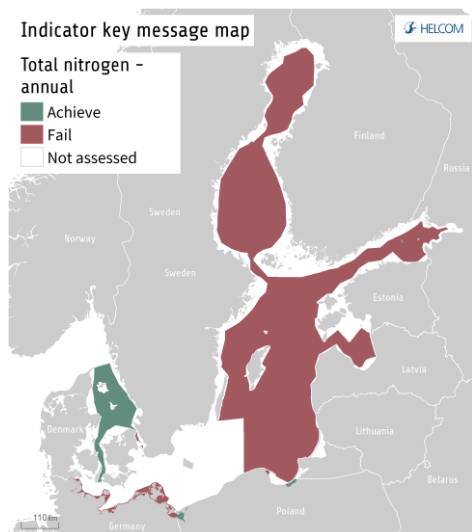 Indicator key message map
HELCOM
Total nitrogen –
annual
Achieve
Fail
Not assessed
Finland
Russia
Sweden
Norway
Sweden
Estonia
Latvia
Denmark
Lithuania
Belarus
Poland
110 km
Germany